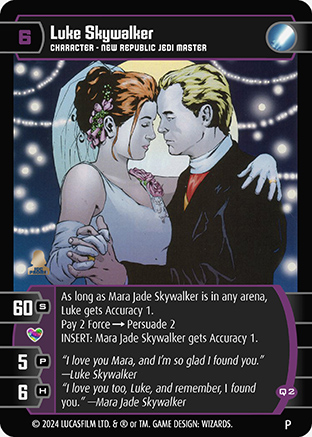 6
Luke Skywalker
CHARACTER - NEW REPUBLIC JEDI MASTER
60 S
5 P
6 H
As long as Mara Jade Skywalker is in any arena,
Luke gets Accuracy 1.
Pay 2 Force → Persuade 2
INSERT: Mara Jade Skywalker gets Accuracy 1.
“I love you Mara, and I’m so glad I found you.”
—Luke Skywalker
“I love you too, Luke, and remember, I found
you.” —Mara Jade Skywalker
Q2
© 2024 LUCASFILM LTD. & ® or TM. GAME DESIGN: WIZARDS.
P